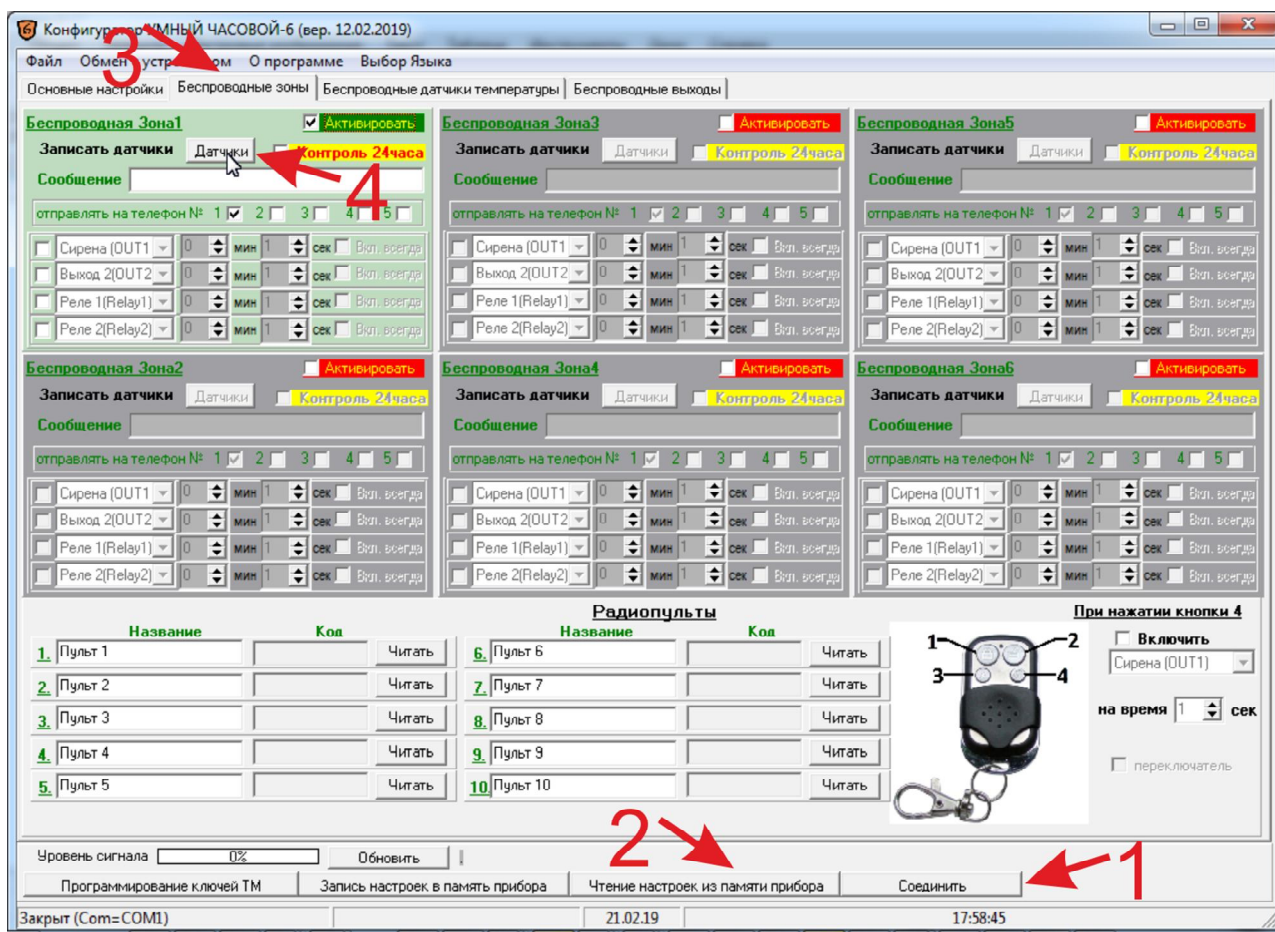 Конфигуратор УМНЫЙ ЧАСОВОЙ-6 (вер. 12.02.2019)
3
Файл Обмен устройством О программе Выбор Языка
Основные настройки Беспроводные зоны Беспроводные датчики температуры Беспроводные выходы
Беспроводная Зона1 Активировать
Записать датчики Датчики Контроль 24часа
Сообщение
4
отправлять на телефон № 1 2 3 4 5
Сирена (OUT1 0 мин 1 сек Вкл. всегда
Выход 2(OUT2 0 мин 1 сек Вкл. всегда
Реле 1(Relay1) 0 мин 1 сек Вкл. всегда
Реле 2(Relay2) 0 мин 1 сек Вкл. всегда
Беспроводная Зона3 Активировать
Записать датчики Датчики Контроль 24часа
Сообщение
отправлять на телефон № 1 2 3 4 5
Сирена (OUT1 0 мин 1 сек Вкл. всегда
Выход 2(OUT2 0 мин 1 сек Вкл. всегда
Реле 1(Relay1) 0 мин 1 сек Вкл. всегда
Реле 2(Relay2) 0 мин 1 сек Вкл. всегда
Беспроводная Зона5 Активировать
Записать датчики Датчики Контроль 24часа
Сообщение
отправлять на телефон № 1 2 3 4 5
Сирена (OUT1 0 мин 1 сек Вкл. всегда
Выход 2(OUT2 0 мин 1 сек Вкл. всегда
Реле 1(Relay1) 0 мин 1 сек Вкл. всегда
Реле 2(Relay2) 0 мин 1 сек Вкл. всегда
Беспроводная Зона2 Активировать
Записать датчики Датчики Контроль 24часа
Сообщение
отправлять на телефон № 1 2 3 4 5
Сирена (OUT1 0 мин 1 сек Вкл. всегда
Выход 2(OUT2 0 мин 1 сек Вкл. всегда
Реле 1(Relay1) 0 мин 1 сек Вкл. всегда
Реле 2(Relay2) 0 мин 1 сек Вкл. всегда
Беспроводная Зона4 Активировать
Записать датчики Датчики Контроль 24часа
Сообщение
отправлять на телефон № 1 2 3 4 5
Сирена (OUT1 0 мин 1 сек Вкл. всегда
Выход 2(OUT2 0 мин 1 сек Вкл. всегда
Реле 1(Relay1) 0 мин 1 сек Вкл. всегда
Реле 2(Relay2) 0 мин 1 сек Вкл. всегда
Беспроводная Зона6 Активировать
Записать датчики Датчики Контроль 24часа
Сообщение
отправлять на телефон № 1 2 3 4 5
Сирена (OUT1 0 мин 1 сек Вкл. всегда
Выход 2(OUT2 0 мин 1 сек Вкл. всегда
Реле 1(Relay1) 0 мин 1 сек Вкл. всегда
Реле 2(Relay2) 0 мин 1 сек Вкл. всегда
Радиопульты
Название Код Название Код
1. Пульт 1 Читать 6. Пульт 6 Читать
2. Пульт 2 Читать 7. Пульт 7 Читать
3. Пульт 3 Читать 8. Пульт 8 Читать
4. Пульт 4 Читать 9. Пульт 9 Читать
5. Пульт 5 Читать 10 Пульт 10 Читать
1 2
3 4
При нажатии кнопки 4
Включить
Сирена (OUT1)
на время 1 сек
переключатель
2
1
Уровень сигнала 0% Обновить
Программирование ключей ТМ Запись настроек в память прибора Чтение настроек из памяти прибора Соединить
Закрыт (Com=COM1) 21.02.19 17:58:45